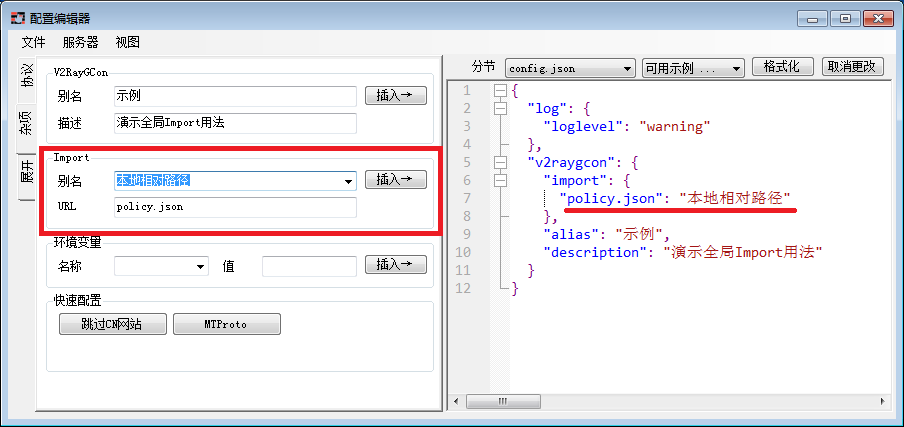 配置编辑器
文件 服务器 视图
协议
杂项
展开
V2RayGCon
别名 示例 插入→
描述 演示全局Import用法
Import
别名 本地相对路径 插入→
URL policy.json
环境变量
名称 值 插入→
快速配置
跳过CN网站 MTProto
分节 config.json 可用示例 ... 格式化 取消更改
1 {
2 "log": {
3 "loglevel": "warning"
4 },
5 "v2raygcon": {
6 "import": {
7 "policy.json": "本地相对路径"
8 },
9 "alias": "示例",
10 "description": "演示全局Import用法"
11 }
12 }